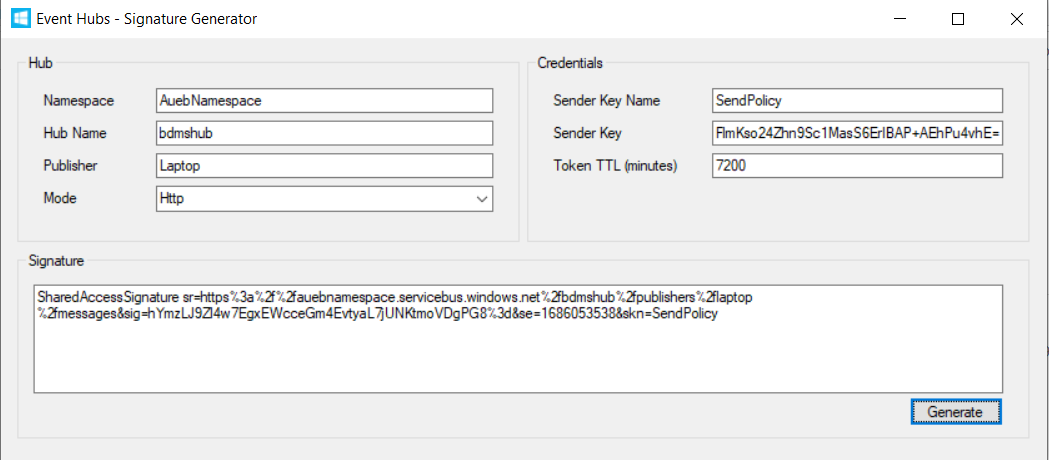 Event Hubs - Signature Generator
Hub
Namespace AuebNamespace
Hub Name bdmshub
Publisher Laptop
Mode Http
Credentials
Sender Key Name SendPolicy
Sender Key FlmKso24Zhn9Sc1MasS6ErIBAP+AEhPu4vhE=
Token TTL (minutes) 7200
Signature
SharedAccessSignature sr=https%3a%2f%2fauebnamespace.servicebus.windows.net%2fbdmshub%2fpublishers%2flaptop
%2fmessages&sig=hYmzLJ9Zl4w7EgxEWcceGm4EvtyaL7jUNKtmoVDgPG8%3d&se=1686053538&skn=SendPolicy
Generate